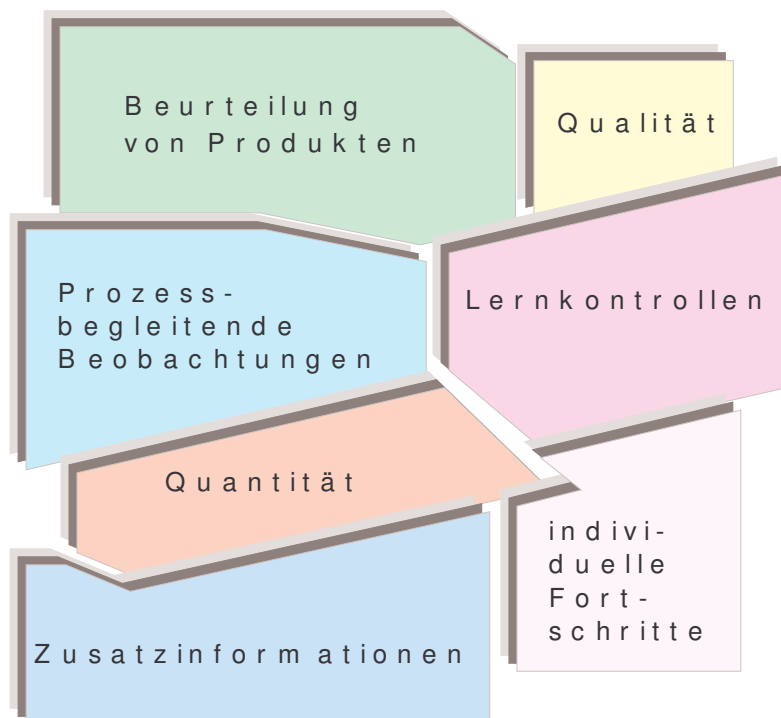 Beurteilung
von Produkten
Qualität
Prozess-
begleitende
Beobachtungen
Lernkontrollen
Quantität
indivi-
duelle
Fort-
schritte
Zusatzinformationen